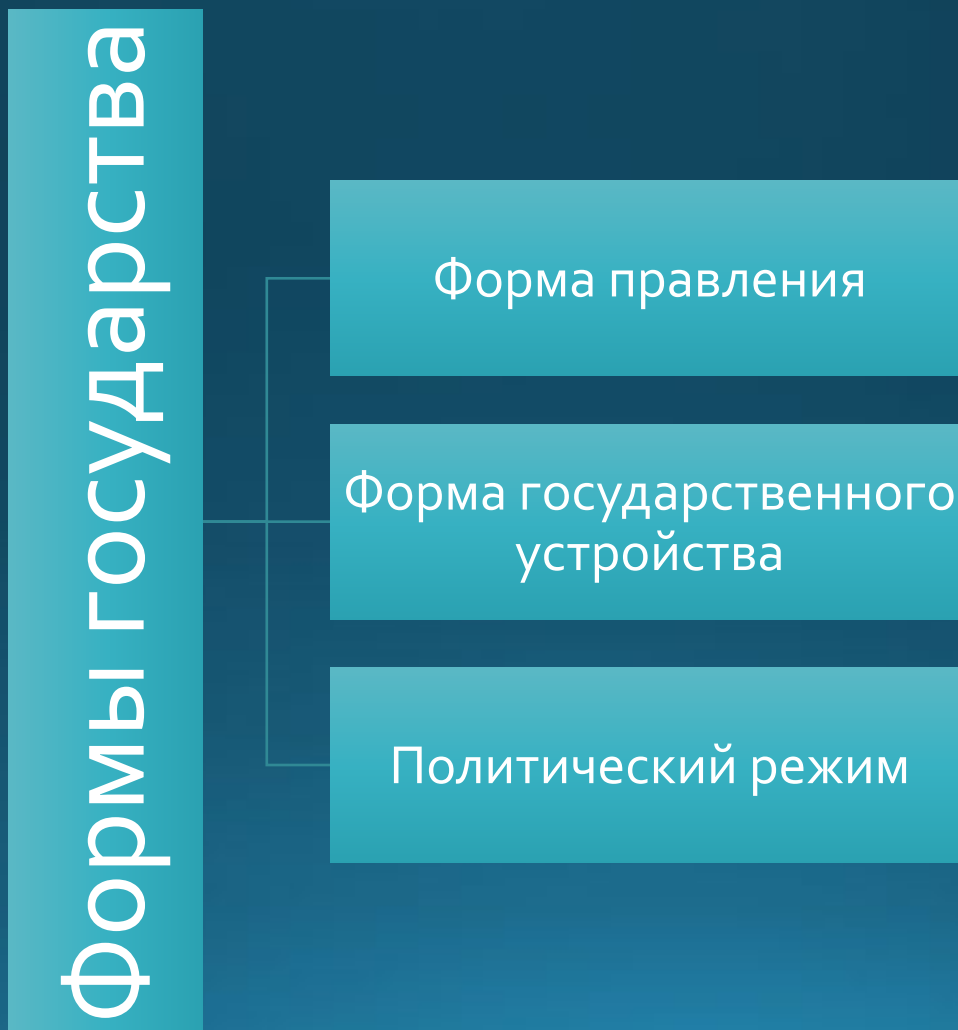 Формы государства
Форма правления
Форма государственного
устройства
Политический режим